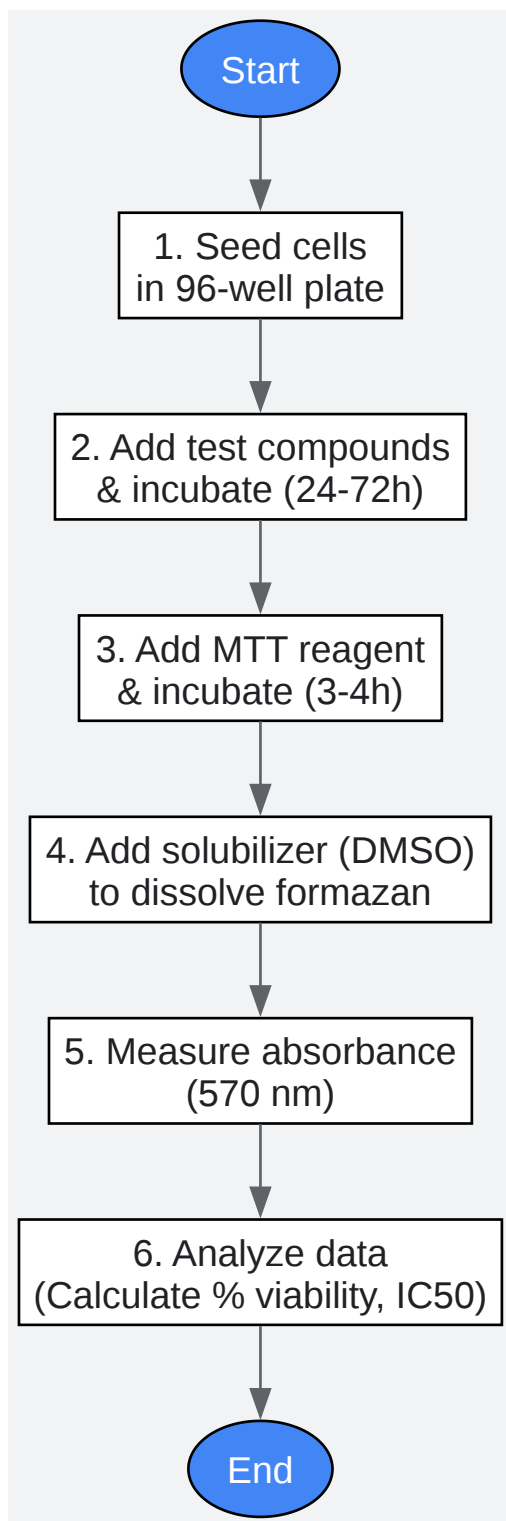 Start
1. Seed cells
in 96-well plate
2. Add test compounds
& incubate (24-72h)
3. Add MTT reagent
& incubate (3-4h)
4. Add solubilizer (DMSO)
to dissolve formazan
5. Measure absorbance
(570 nm)
6. Analyze data
(Calculate % viability, IC50)
End